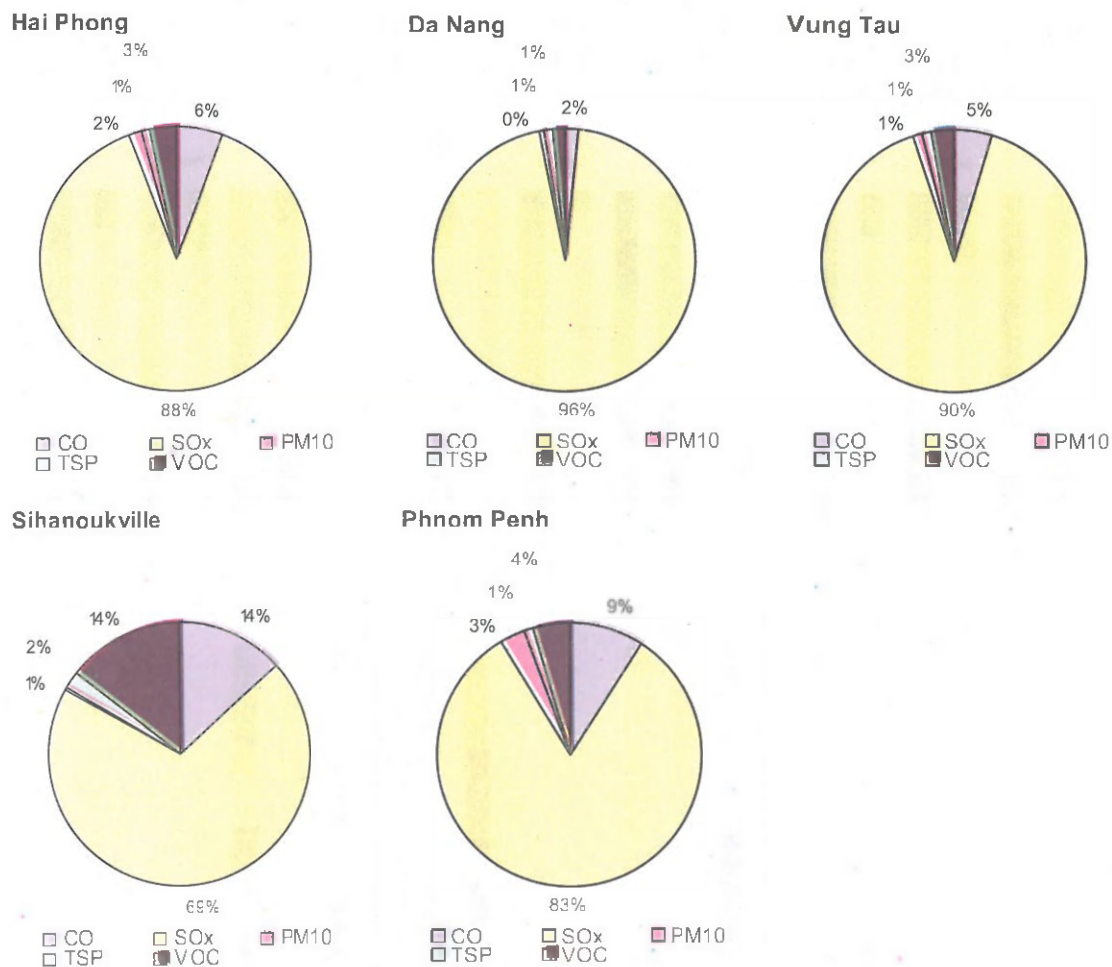 Hai Phong
3%
1%
2%
6%
88%
CO SOx PM10
TSP VOC
Da Nang
1%
1%
0%
2%
96%
CO SOx PM10
TSP VOC
Vung Tau
3%
1%
1%
5%
90%
CO SOx PM10
TSP VOC
Sihanoukville
14%
14%
2%
1%
69%
CO SOx PM10
TSP VOC
Phnom Penh
4%
1%
3%
9%
83%
CO SOx PM10
TSP VOC